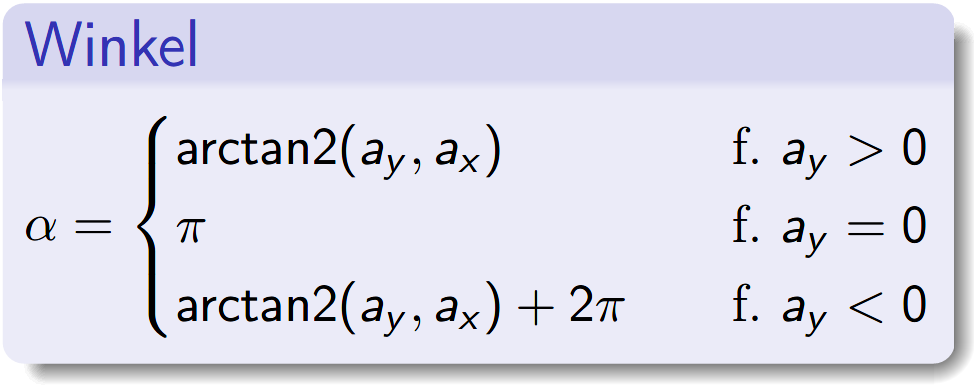 Winkel
arctan2(a_y, a_x) f. a_y > 0
α = { π f. a_y = 0
arctan2(a_y, a_x) + 2π f. a_y < 0